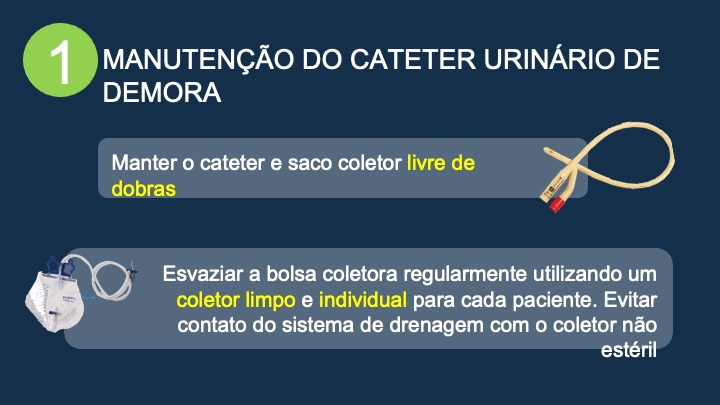 1
MANUTENÇÃO DO CATETER URINÁRIO DE
DEMORA
Manter o cateter e saco coletor livre de
dobras
Esvaziar a bolsa coletora regularmente utilizando um
coletor limpo e individual para cada paciente. Evitar
contato do sistema de drenagem com o coletor não
estéril